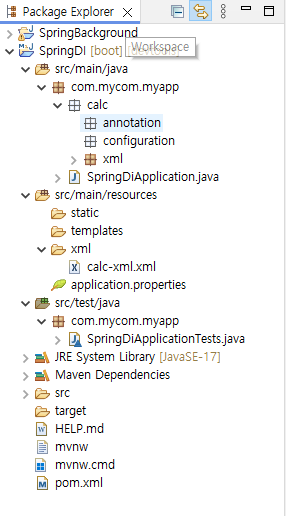 Package Explorer
SpringBackground
SpringDI [boot] [devtools]
Workspace
src/main/java
com.mycom.myapp
calc
annotation
configuration
xml
SpringDiApplication.java
src/main/resources
static
templates
xml
calc-xml.xml
application.properties
src/test/java
com.mycom.myapp
SpringDiApplicationTests.java
JRE System Library [JavaSE-17]
Maven Dependencies
src
target
HELP.md
mvnw
mvnw.cmd
pom.xml